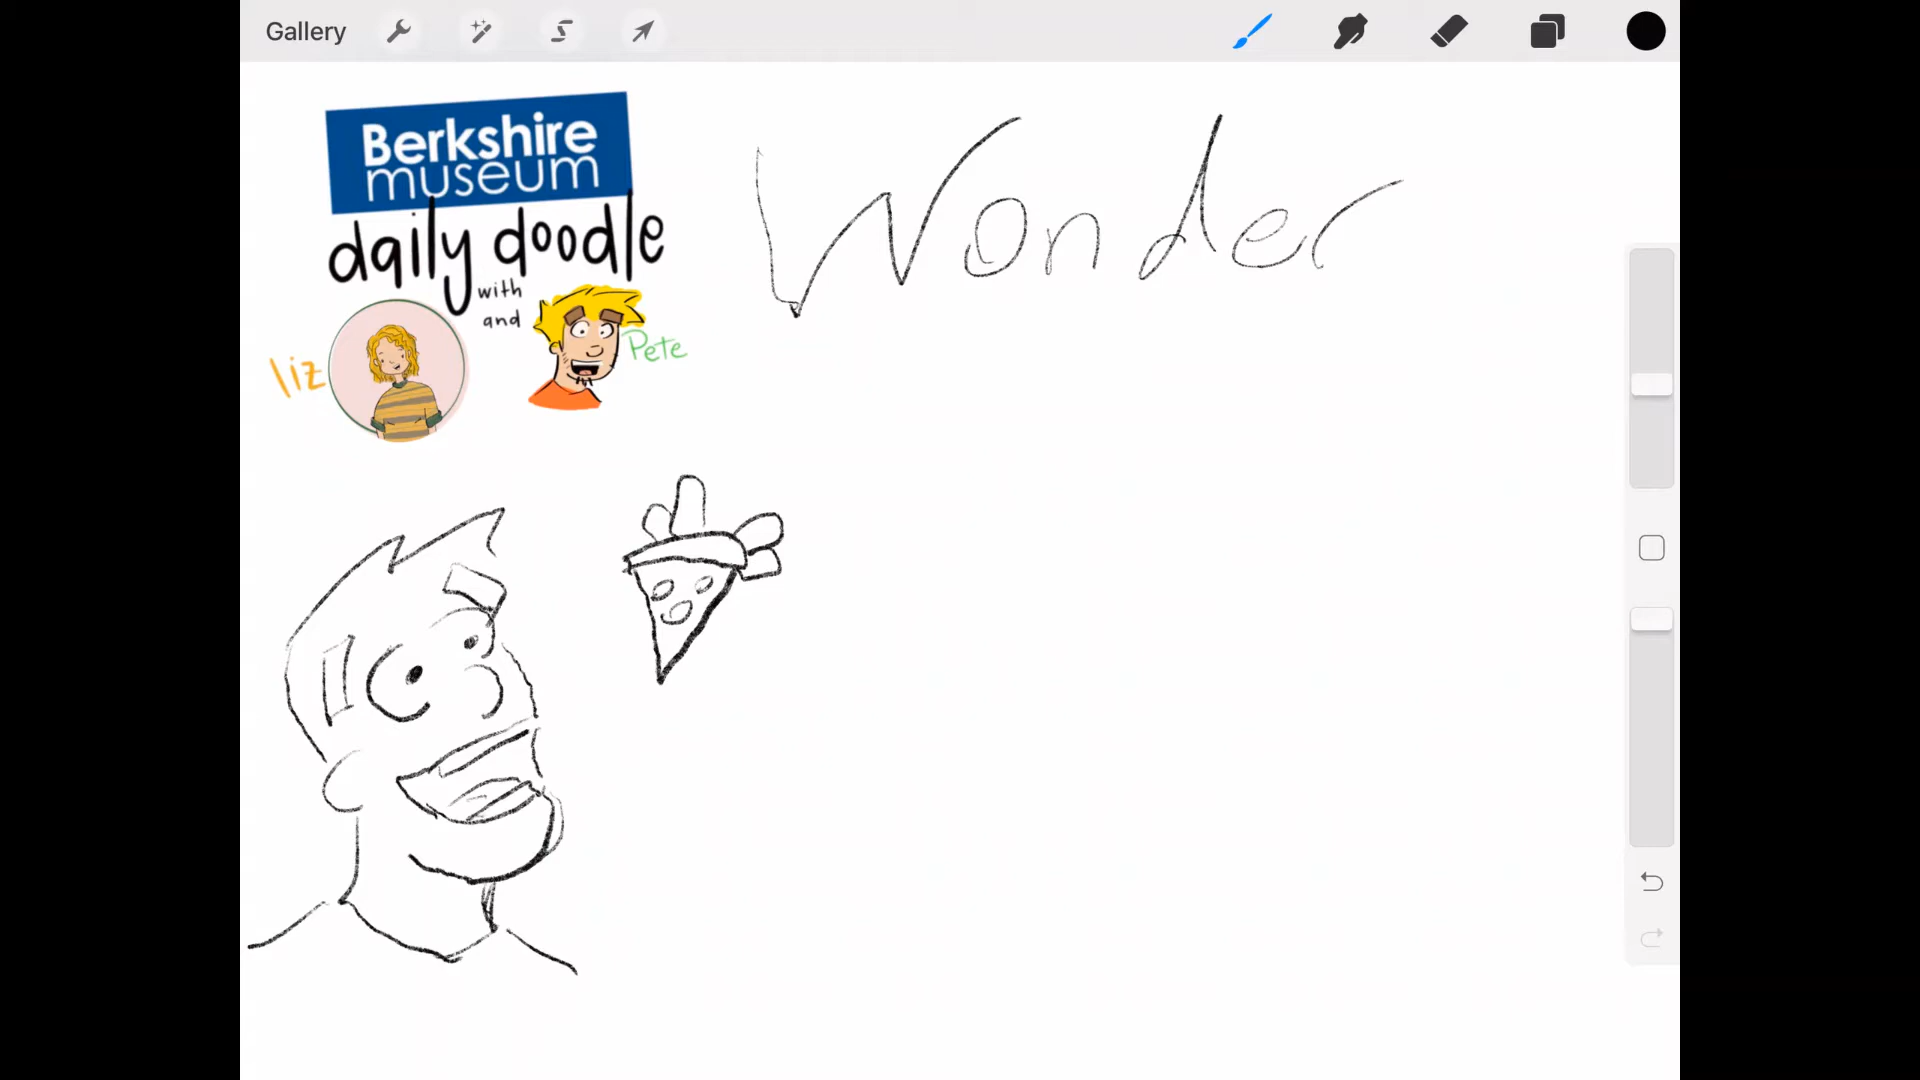 Gallery
Berkshire
museum
daily doodle
with
and
liz
Pete
Wonder